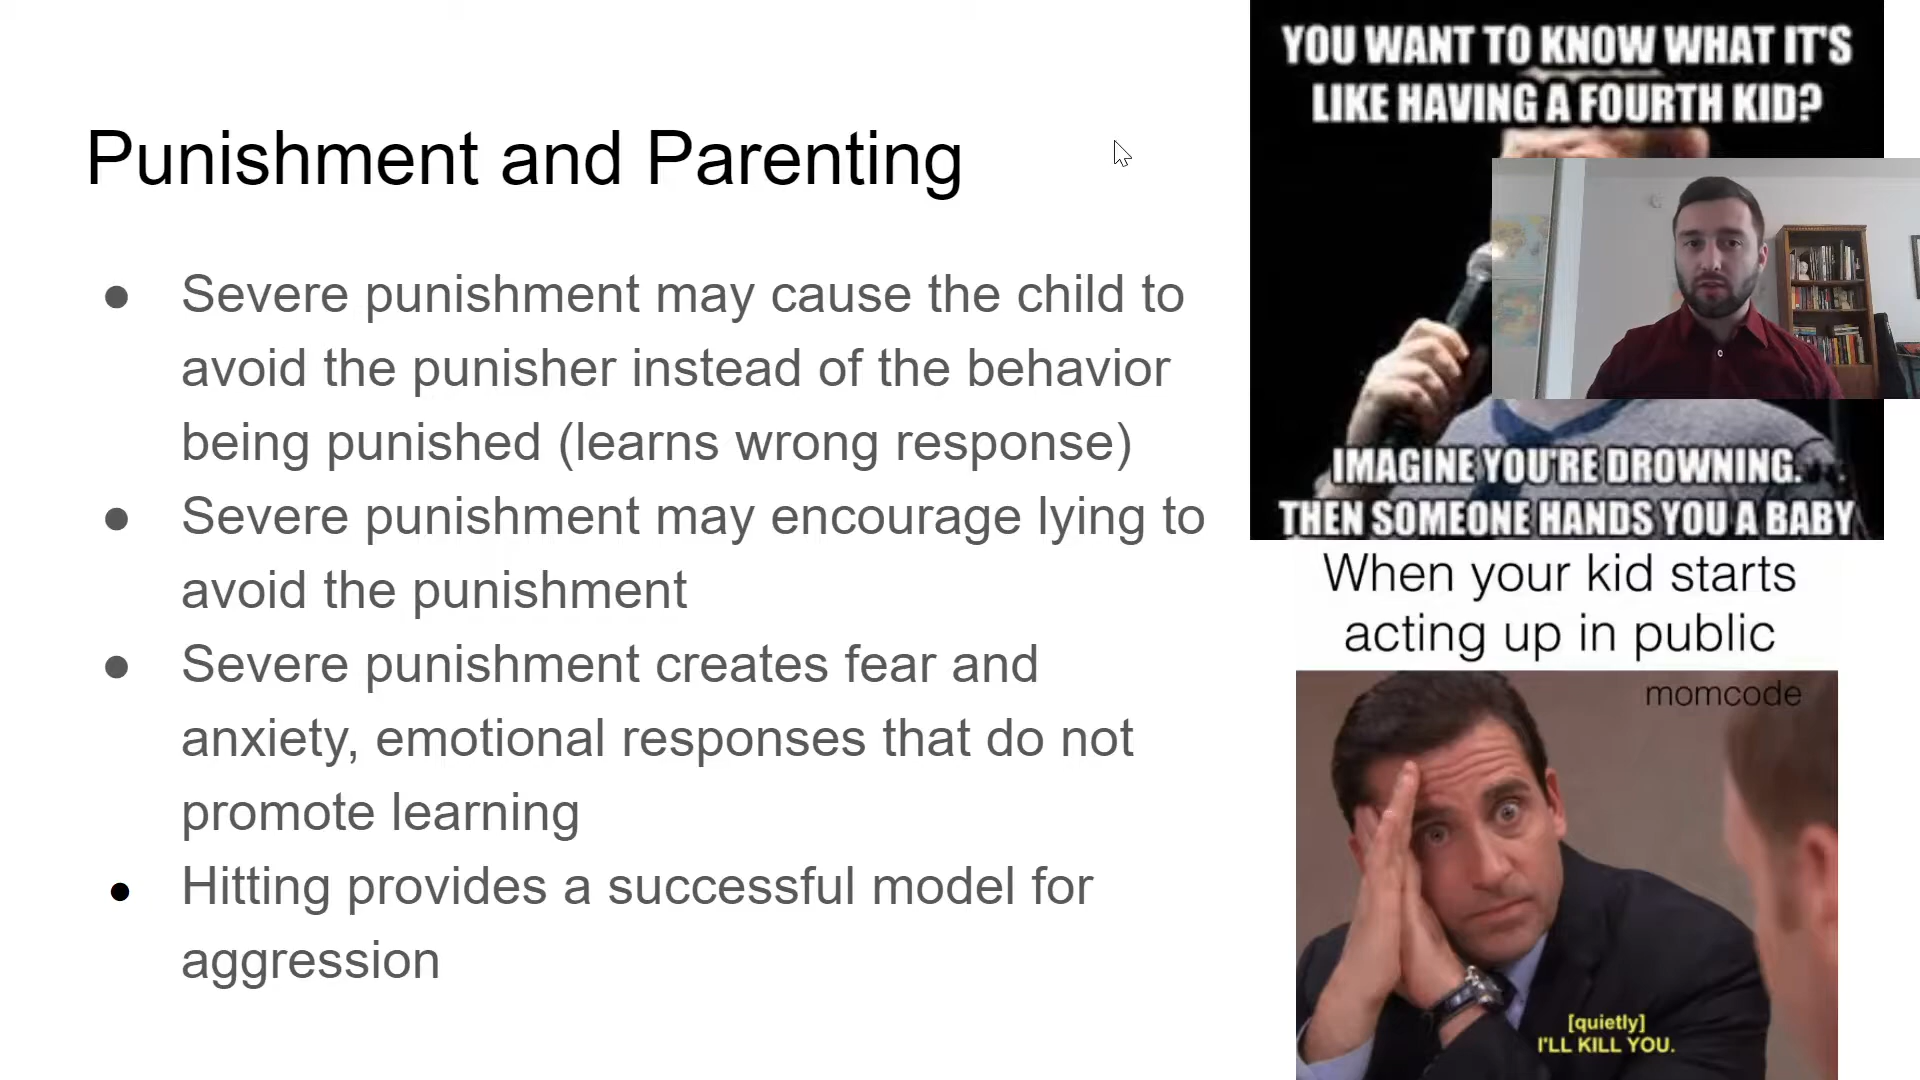 Punishment and Parenting
Severe punishment may cause the child to
avoid the punisher instead of the behavior
being punished (learns wrong response)
Severe punishment may encourage lying to
avoid the punishment
Severe punishment creates fear and
anxiety, emotional responses that do not
promote learning
Hitting provides a successful model for
aggression
YOU WANT TO KNOW WHAT IT'S
LIKE HAVING A FOURTH KID?
IMAGINE YOU'RE DROWNING.
THEN SOMEONE HANDS YOU A BABY
When your kid starts
acting up in public
momcode
[quietly]
I'LL KILL YOU.